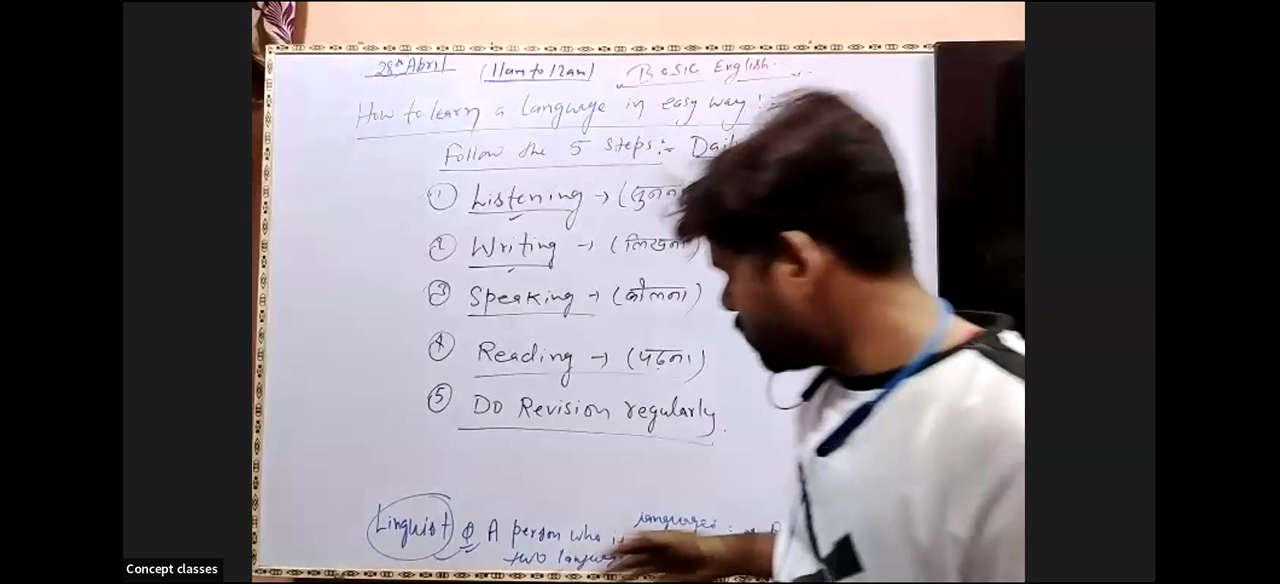 28th Abril (11am to 12am) Basic English.
How to learn a language in easy way! :-
Follow the 5 Steps:- Dail
① Listening → (सुनन
② Writing → (लिखना)
③ Speaking → (बोलना)
④ Reading → (पढ़ना)
⑤ Do Revision regularly.
languages
Linguist A person who
two langu
Concept classes